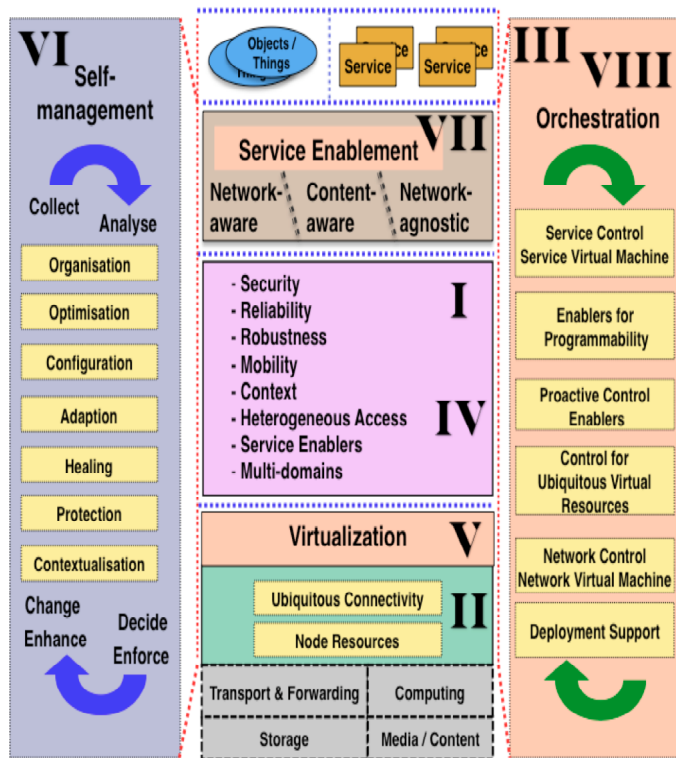 VI
Self-
management
Collect
Analyse
Organisation
Optimisation
Configuration
Adaption
Healing
Protection
Contextualisation
Change
Enhance
Decide
Enforce
Objects /
Things
Service
Service
VII
Service Enablement
Network-
aware
Content-
aware
Network-
agnostic
I
- Security
- Reliability
- Robustness
- Mobility
- Context
- Heterogeneous Access
- Service Enablers
- Multi-domains
IV
Virtualization
V
Ubiquitous Connectivity
Node Resources
II
Transport & Forwarding
Computing
Storage
Media / Content
III
VIII
Orchestration
Service Control
Service Virtual Machine
Enablers for
Programmability
Proactive Control
Enablers
Control for
Ubiquitous Virtual
Resources
Network Control
Network Virtual Machine
Deployment Support